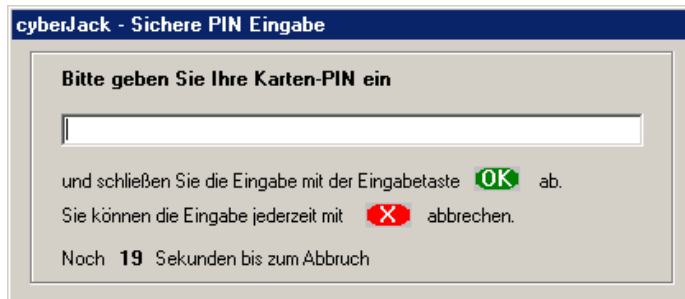 cyberJack - Sichere PIN Eingabe
Bitte geben Sie Ihre Karten-PIN ein
und schließen Sie die Eingabe mit der Eingabetaste OK ab.
Sie können die Eingabe jederzeit mit X abbrechen.
Noch 19 Sekunden bis zum Abbruch